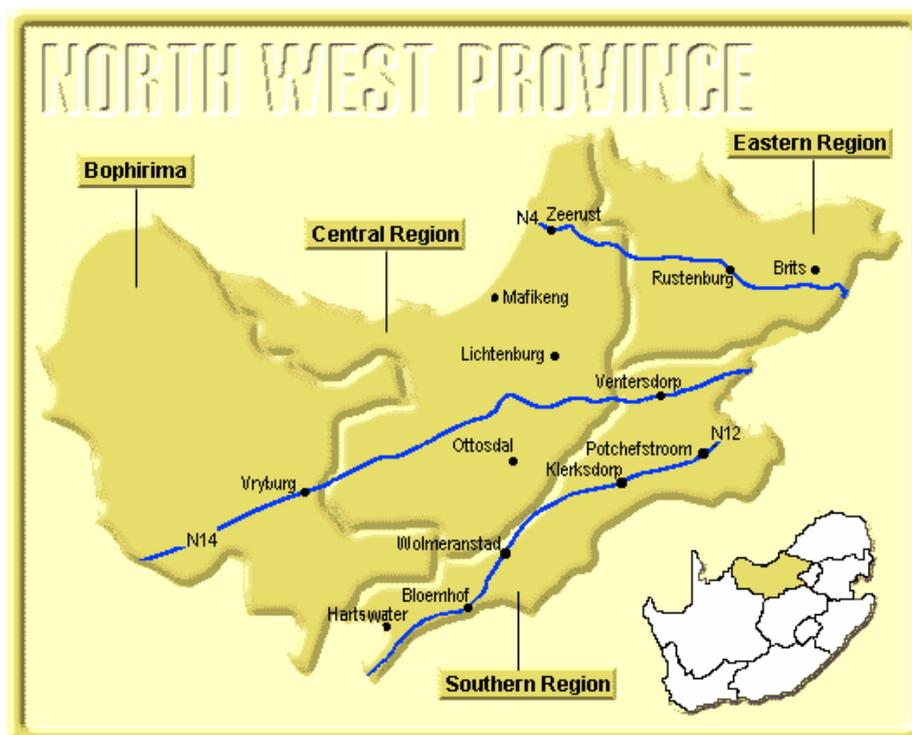 NORTH WEST PROVINCE
Eastern Region
Bophirima
Central Region
N4 Zeerust
Rustenburg
Brits
Mafikeng
Lichtenburg
Ventersdorp
N12
Ottosdal
Potchefstroom
Klerksdorp
Vryburg
N14
Wolmeranstad
Bloemhof
Hartswater
Southern Region